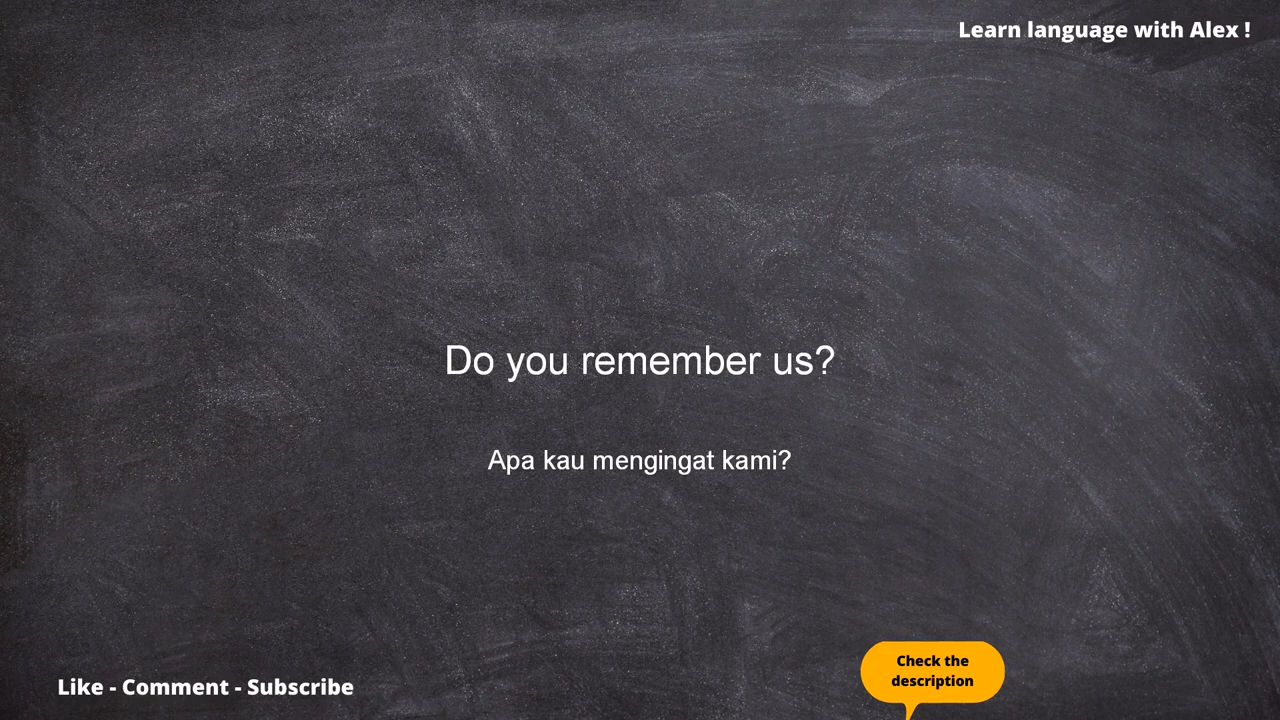 Learn language with Alex !
Do you remember us?
Apa kau mengingat kami?
Check the
description
Like - Comment - Subscribe